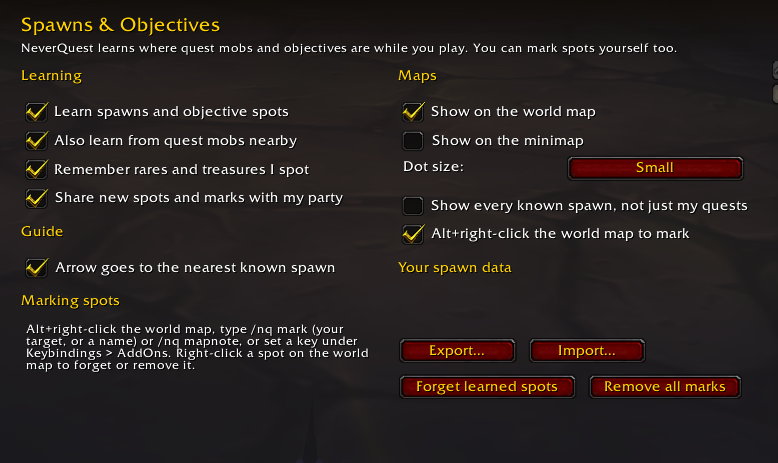 Spawns & Objectives
NeverQuest learns where quest mobs and objectives are while you play. You can mark spots yourself too.
Learning
Learn spawns and objective spots
Also learn from quest mobs nearby
Remember rares and treasures I spot
Share new spots and marks with my party
Guide
Arrow goes to the nearest known spawn
Marking spots
Alt+right-click the world map, type /nq mark (your
target, or a name) or /nq mapnote, or set a key under
Keybindings > AddOns. Right-click a spot on the world
map to forget or remove it.
Maps
Show on the world map
Show on the minimap
Dot size:
Small
Show every known spawn, not just my quests
Alt+right-click the world map to mark
Your spawn data
Export...
Import...
Forget learned spots
Remove all marks